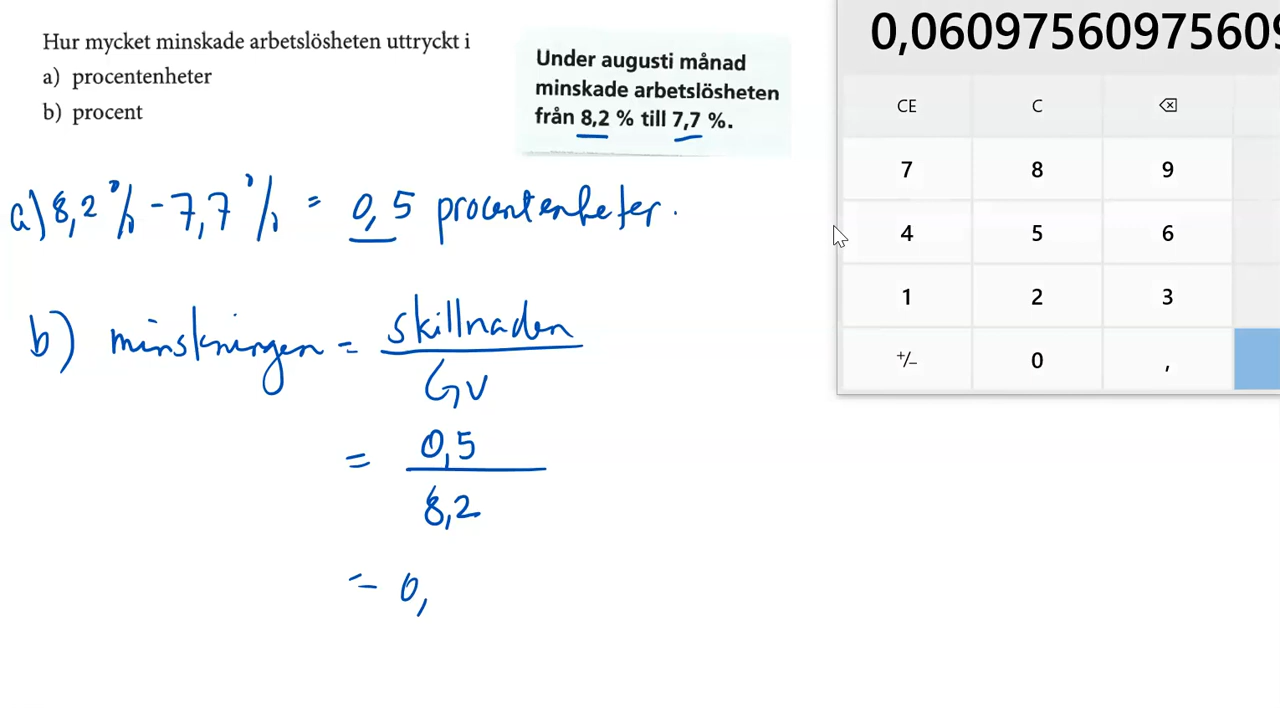 Hur mycket minskade arbetslösheten uttryckt i
a) procentenheter
b) procent
Under augusti månad
minskade arbetslösheten
från 8,2 % till 7,7 %.
a) 8,2 % - 7,7 % = 0,5 procentenheter.
b) minskningen = skillnaden
GV
= 0,5
8,2
= 0,
0,0609756097560
CE C
7 8 9
4 5 6
1 2 3
+/- 0 ,